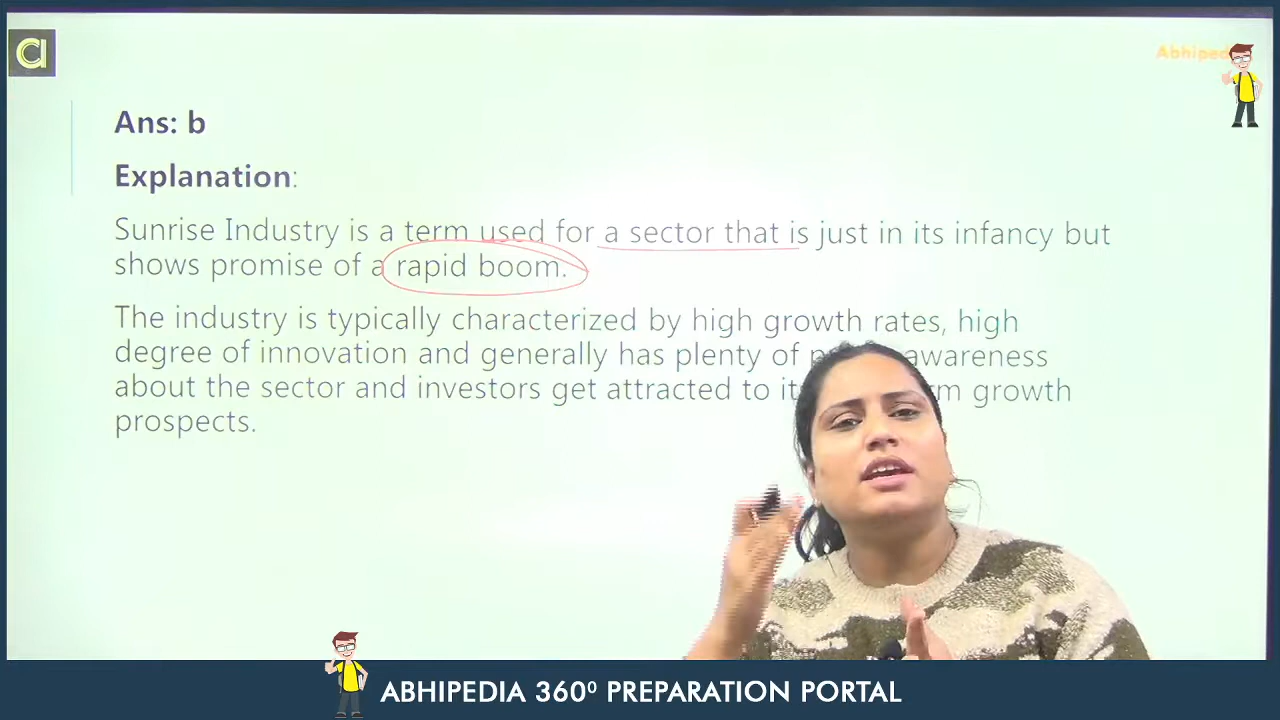 a
Abhiped
Ans: b
Explanation:
Sunrise Industry is a term used for a sector that is just in its infancy but
shows promise of a rapid boom.
The industry is typically characterized by high growth rates, high
degree of innovation and generally has plenty of awareness
about the sector and investors get attracted to its growth
prospects.
ABHIPEDIA 360⁰ PREPARATION PORTAL